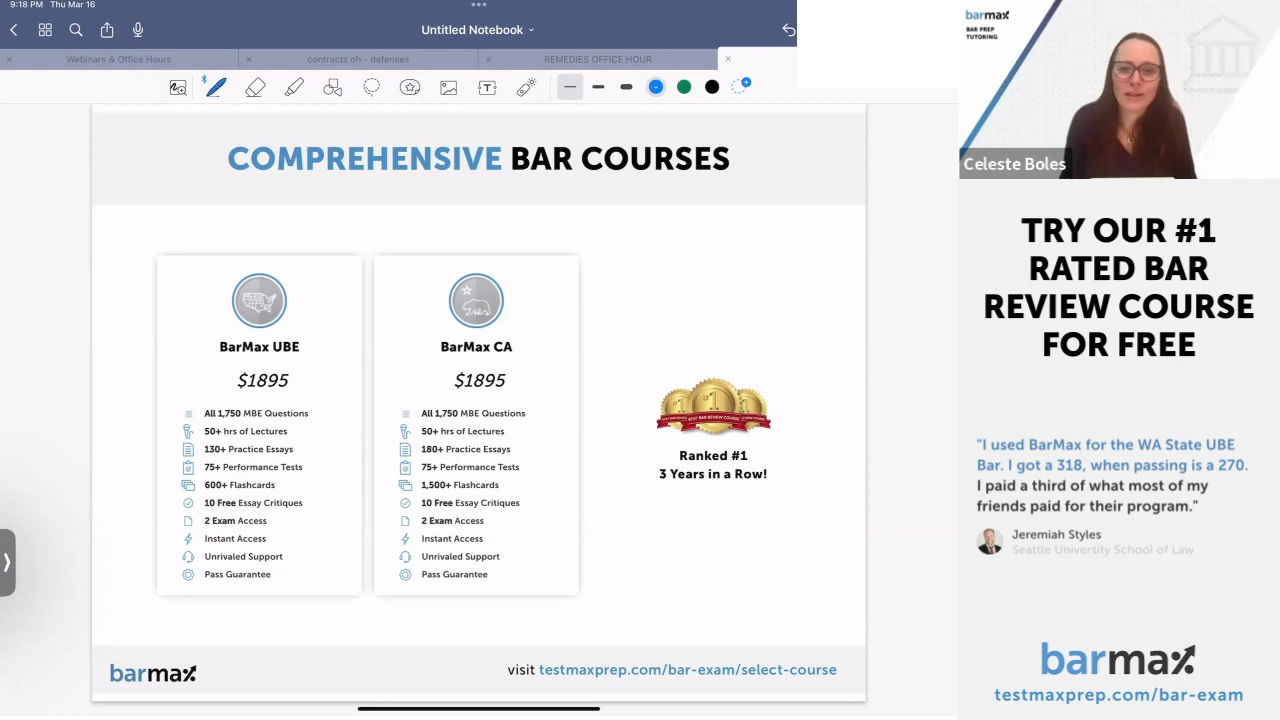 9:18 PM Thu Mar 16
Untitled Notebook
Webinars & Office Hours
contracts oh - defenses
REMEDIES OFFICE HOUR
COMPREHENSIVE BAR COURSES
BarMax UBE
$1895
All 1,750 MBE Questions
50+ hrs of Lectures
130+ Practice Essays
75+ Performance Tests
600+ Flashcards
10 Free Essay Critiques
2 Exam Access
Instant Access
Unrivaled Support
Pass Guarantee
BarMax CA
$1895
All 1,750 MBE Questions
50+ hrs of Lectures
180+ Practice Essays
75+ Performance Tests
1,500+ Flashcards
10 Free Essay Critiques
2 Exam Access
Instant Access
Unrivaled Support
Pass Guarantee
#1
BEST BAR REVIEW COURSE
Ranked #1
3 Years in a Row!
barmax
visit testmaxprep.com/bar-exam/select-course
barmax
BAR PREP
TUTORING
Celeste Boles
TRY OUR #1
RATED BAR
REVIEW COURSE
FOR FREE
"I used BarMax for the WA State UBE
Bar. I got a 318, when passing is a 270.
I paid a third of what most of my
friends paid for their program."
Jeremiah Styles
Seattle University School of Law
barmax
testmaxprep.com/bar-exam